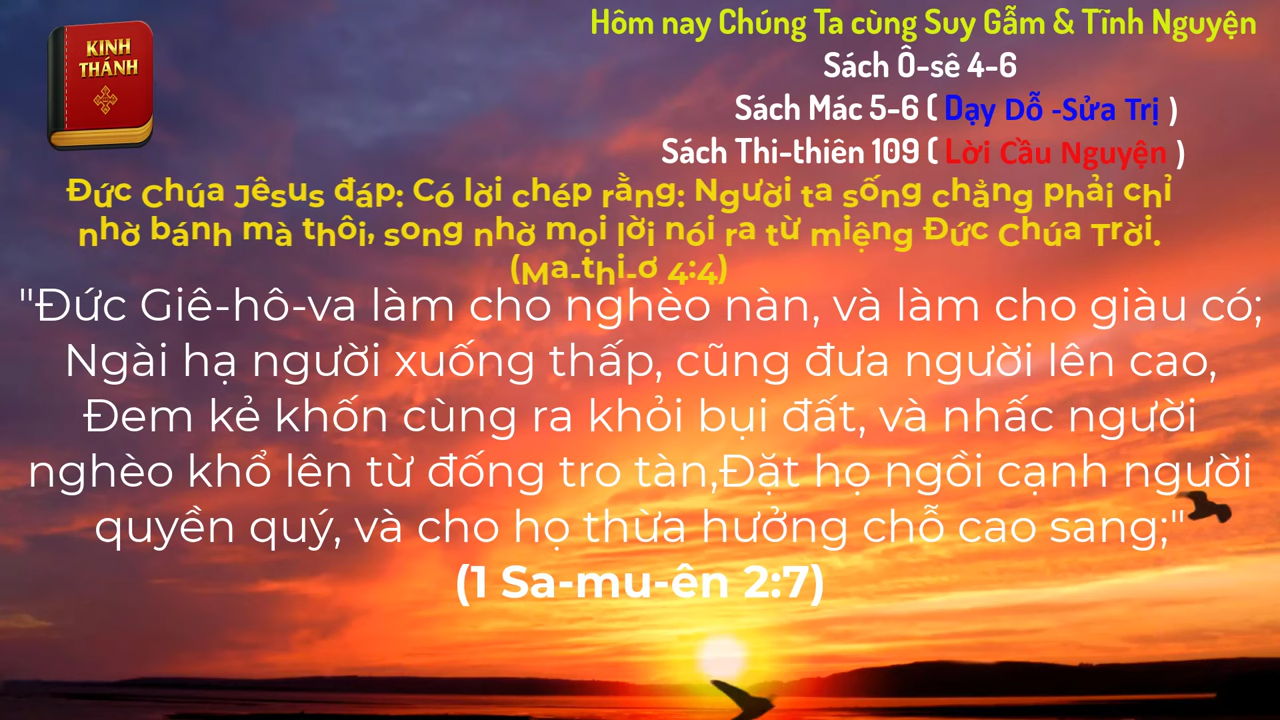 KINH
THÁNH
Hôm nay Chúng Ta cùng Suy Gẫm & Tĩnh Nguyện
Sách Ô-sê 4-6
Sách Mác 5-6 ( Dạy Dỗ -Sửa Trị )
Sách Thi-thiên 109 ( Lời Cầu Nguyện )
Đức Chúa Jêsus đáp: Có lời chép rằng: Người ta sống chẳng phải chỉ
nhờ bánh mà thôi, song nhờ mọi lời nói ra từ miệng Đức Chúa Trời.
(Ma-thi-ơ 4:4)
"Đức Giê-hô-va làm cho nghèo nàn, và làm cho giàu có;
Ngài hạ người xuống thấp, cũng đưa người lên cao,
Đem kẻ khốn cùng ra khỏi bụi đất, và nhấc người
nghèo khổ lên từ đống tro tàn,Đặt họ ngồi cạnh người
quyền quý, và cho họ thừa hưởng chỗ cao sang;"
(1 Sa-mu-ên 2:7)